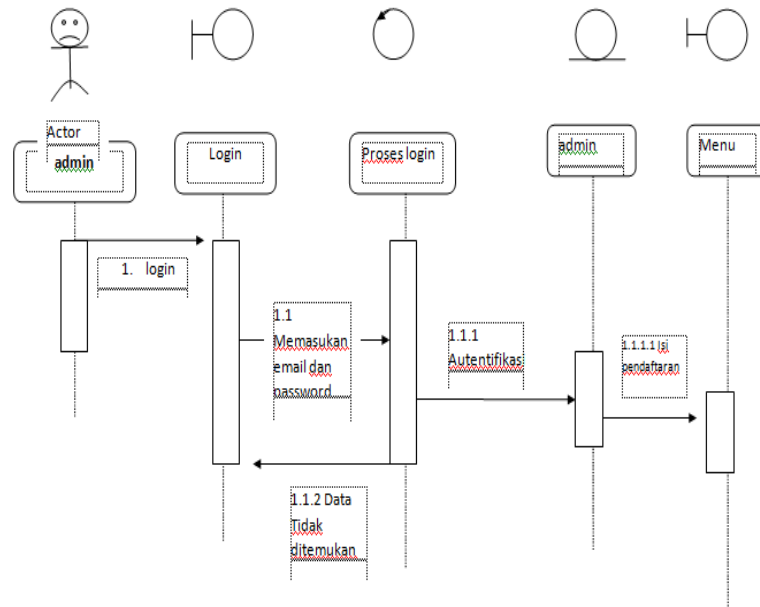 Actor
admin
Login
Proses login
admin
Menu
1. login
1.1
Memasukan
email dan
password
1.1.1
Autentifikas
1.1.1.1 Isi
pendaftaran
1.1.2 Data
Tidak
ditemukan